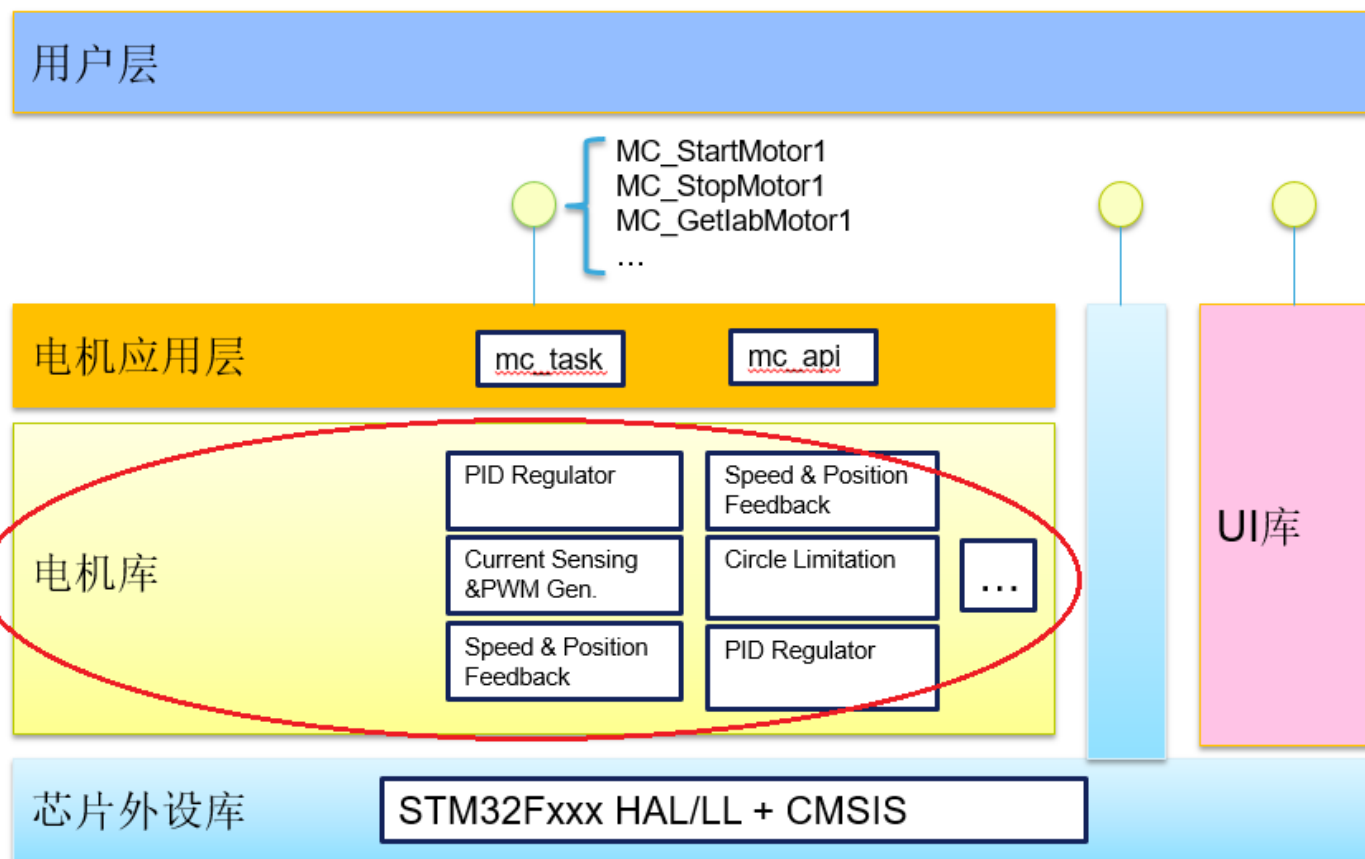 用户层
MC_StartMotor1
MC_StopMotor1
MC_GetIabMotor1
…
电机应用层
mc_task
mc_api
电机库
PID Regulator
Speed & Position
Feedback
Current Sensing
&PWM Gen.
Circle Limitation
…
Speed & Position
Feedback
PID Regulator
UI库
芯片外设库
STM32Fxxx HAL/LL + CMSIS